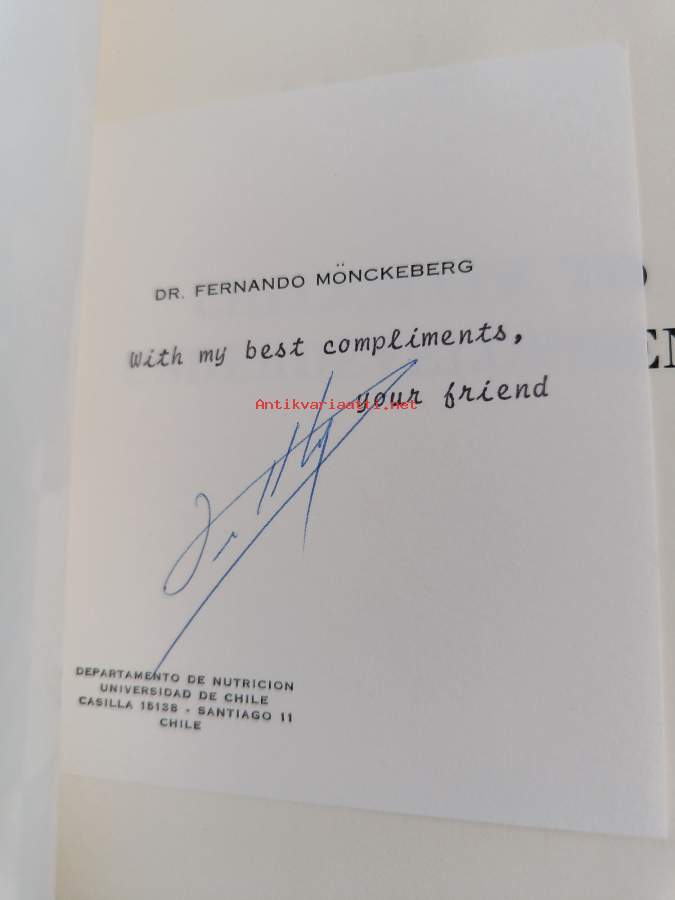 DR. FERNANDO MÖNCKEBERG
With my best compliments,
your friend
Antikvariaatti.net
DEPARTAMENTO DE NUTRICION
UNIVERSIDAD DE CHILE
CASILLA 15138 - SANTIAGO 11
CHILE